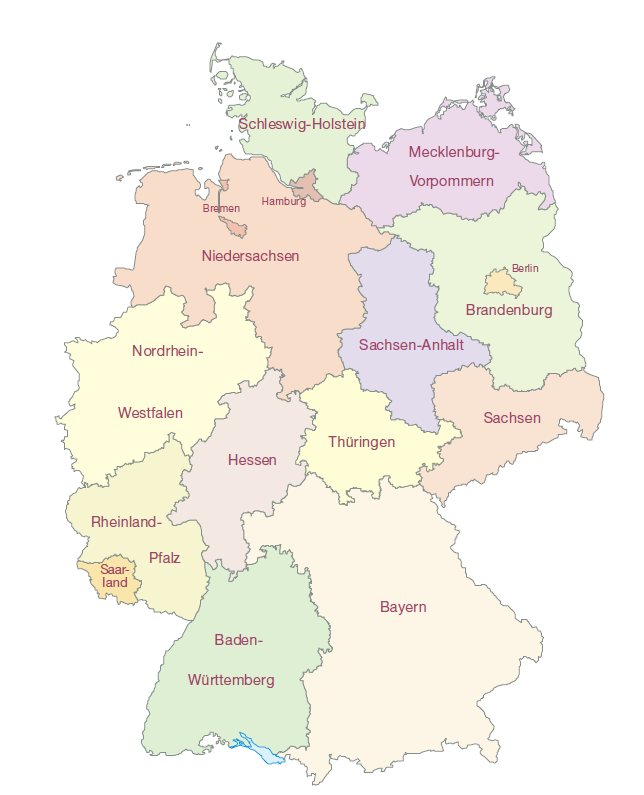 Schleswig-Holstein
Mecklenburg-
Vorpommern
Hamburg
Bremen
Niedersachsen
Berlin
Brandenburg
Sachsen-Anhalt
Nordrhein-
Westfalen
Sachsen
Thüringen
Hessen
Rheinland-
Pfalz
Saar-
land
Bayern
Baden-
Württemberg